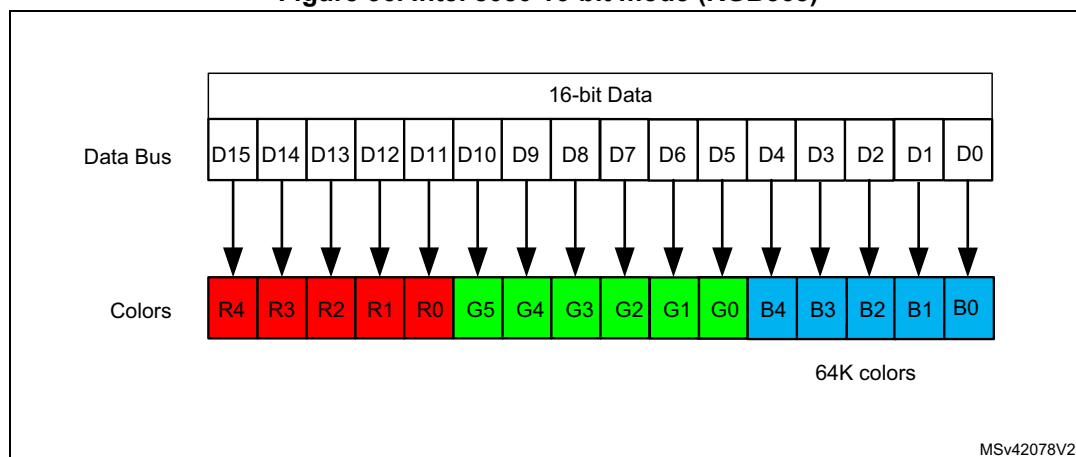 16-bit Data
Data Bus D15 D14 D13 D12 D11 D10 D9 D8 D7 D6 D5 D4 D3 D2 D1 D0
Colors R4 R3 R2 R1 R0 G5 G4 G3 G2 G1 G0 B4 B3 B2 B1 B0
64K colors
MSv42078V2